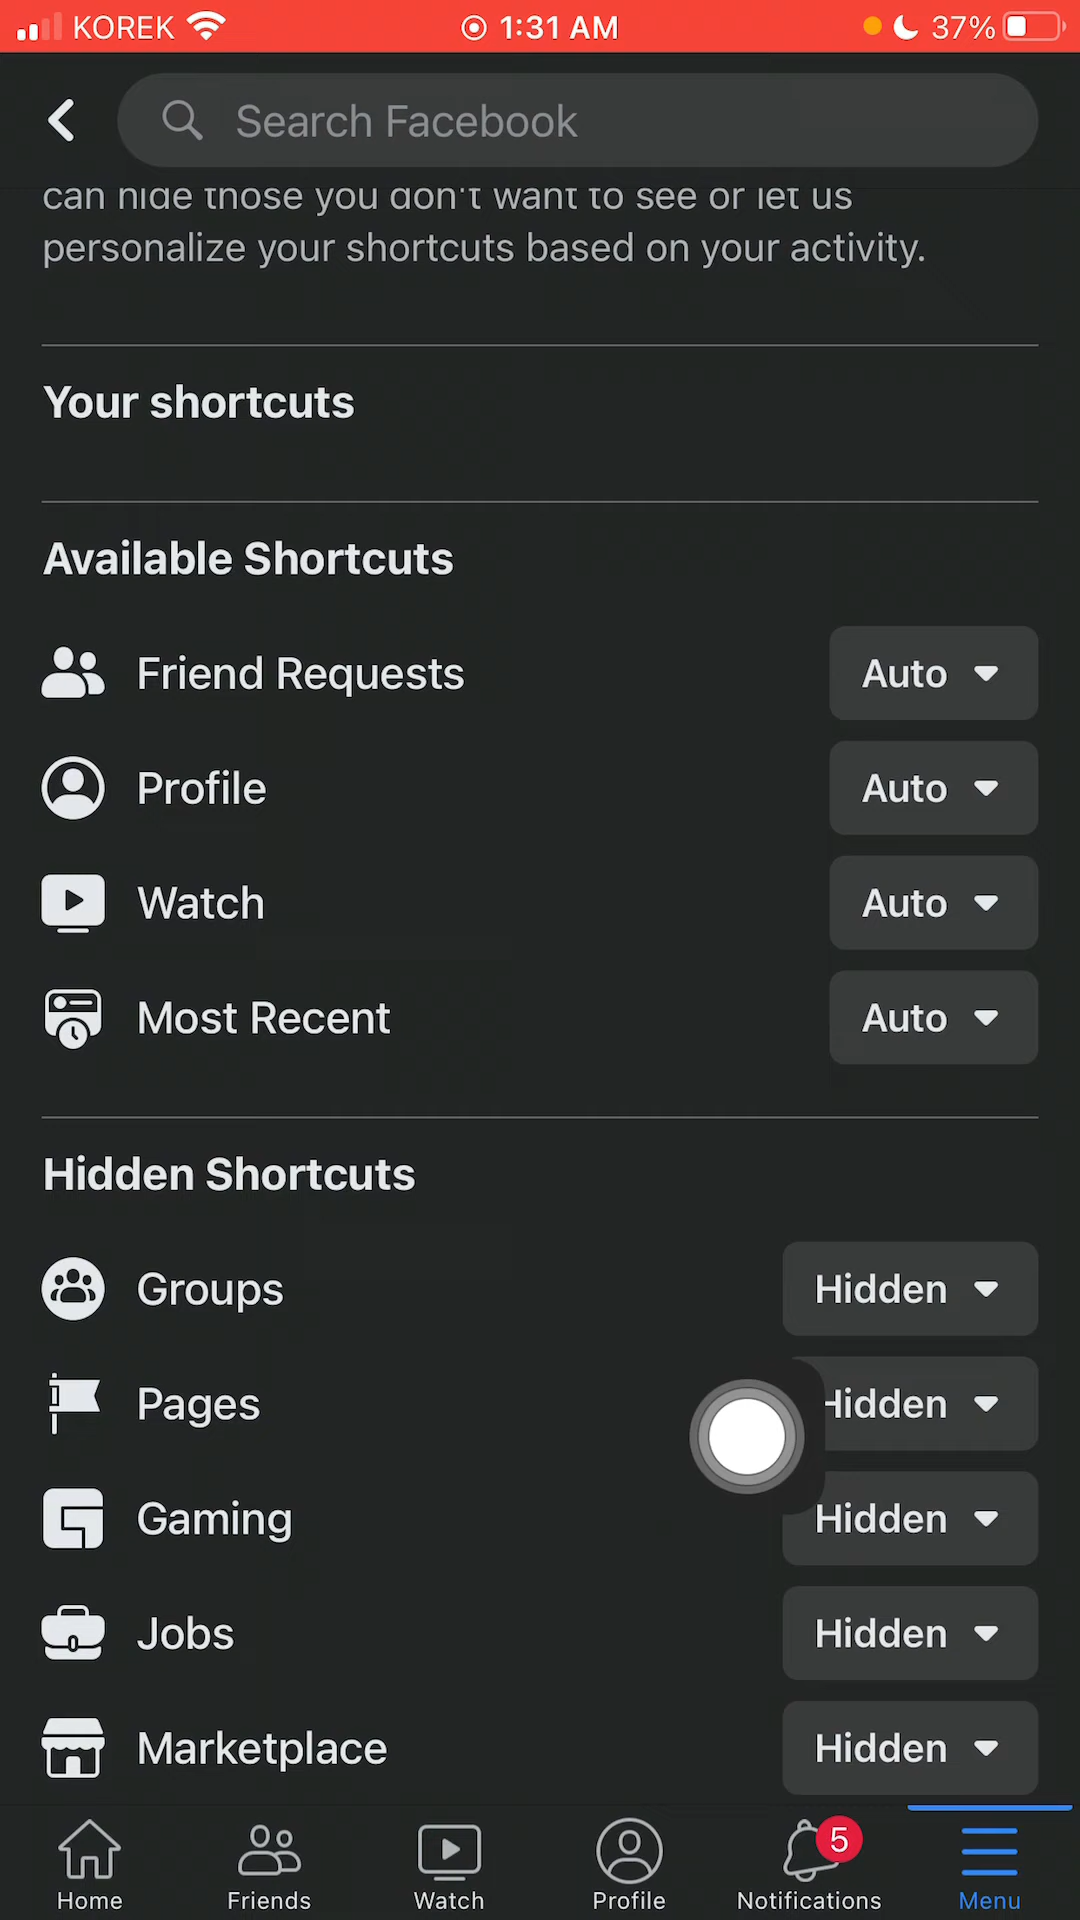 KOREK 1:31 AM 37%
Search Facebook
can hide those you don't want to see or let us
personalize your shortcuts based on your activity.
Your shortcuts
Available Shortcuts
Friend Requests Auto
Profile Auto
Watch Auto
Most Recent Auto
Hidden Shortcuts
Groups Hidden
Pages Hidden
Gaming Hidden
Jobs Hidden
Marketplace Hidden
5
Home Friends Watch Profile Notifications Menu